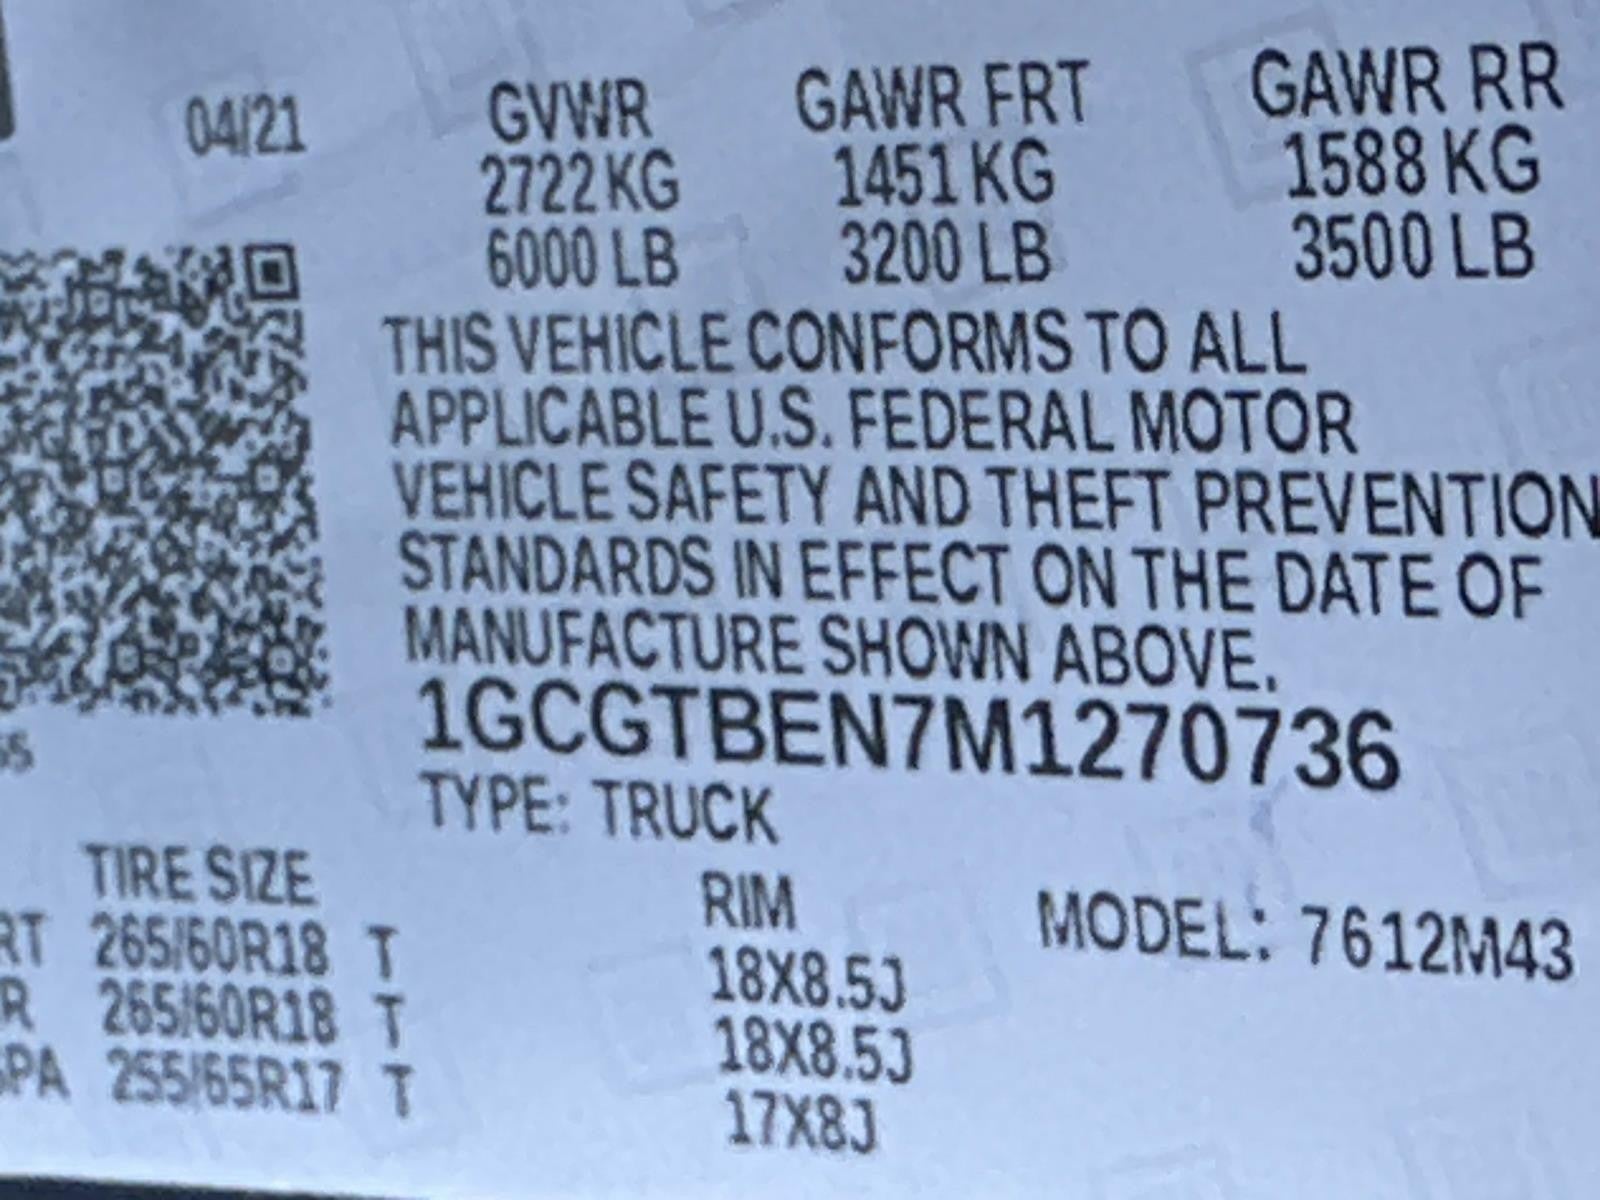 04/21 GVWR GAWR FRT GAWR RR
2722 KG 1451 KG 1588 KG
6000 LB 3200 LB 3500 LB
THIS VEHICLE CONFORMS TO ALL
APPLICABLE U.S. FEDERAL MOTOR
VEHICLE SAFETY AND THEFT PREVENTION
STANDARDS IN EFFECT ON THE DATE OF
MANUFACTURE SHOWN ABOVE.
1GCGTBEN7M1270736
TYPE: TRUCK
TIRE SIZE RIM MODEL: 7612M43
RT 265/60R18 T 18X8.5J
R 265/60R18 T 18X8.5J
SPA 255/65R17 T 17X8J